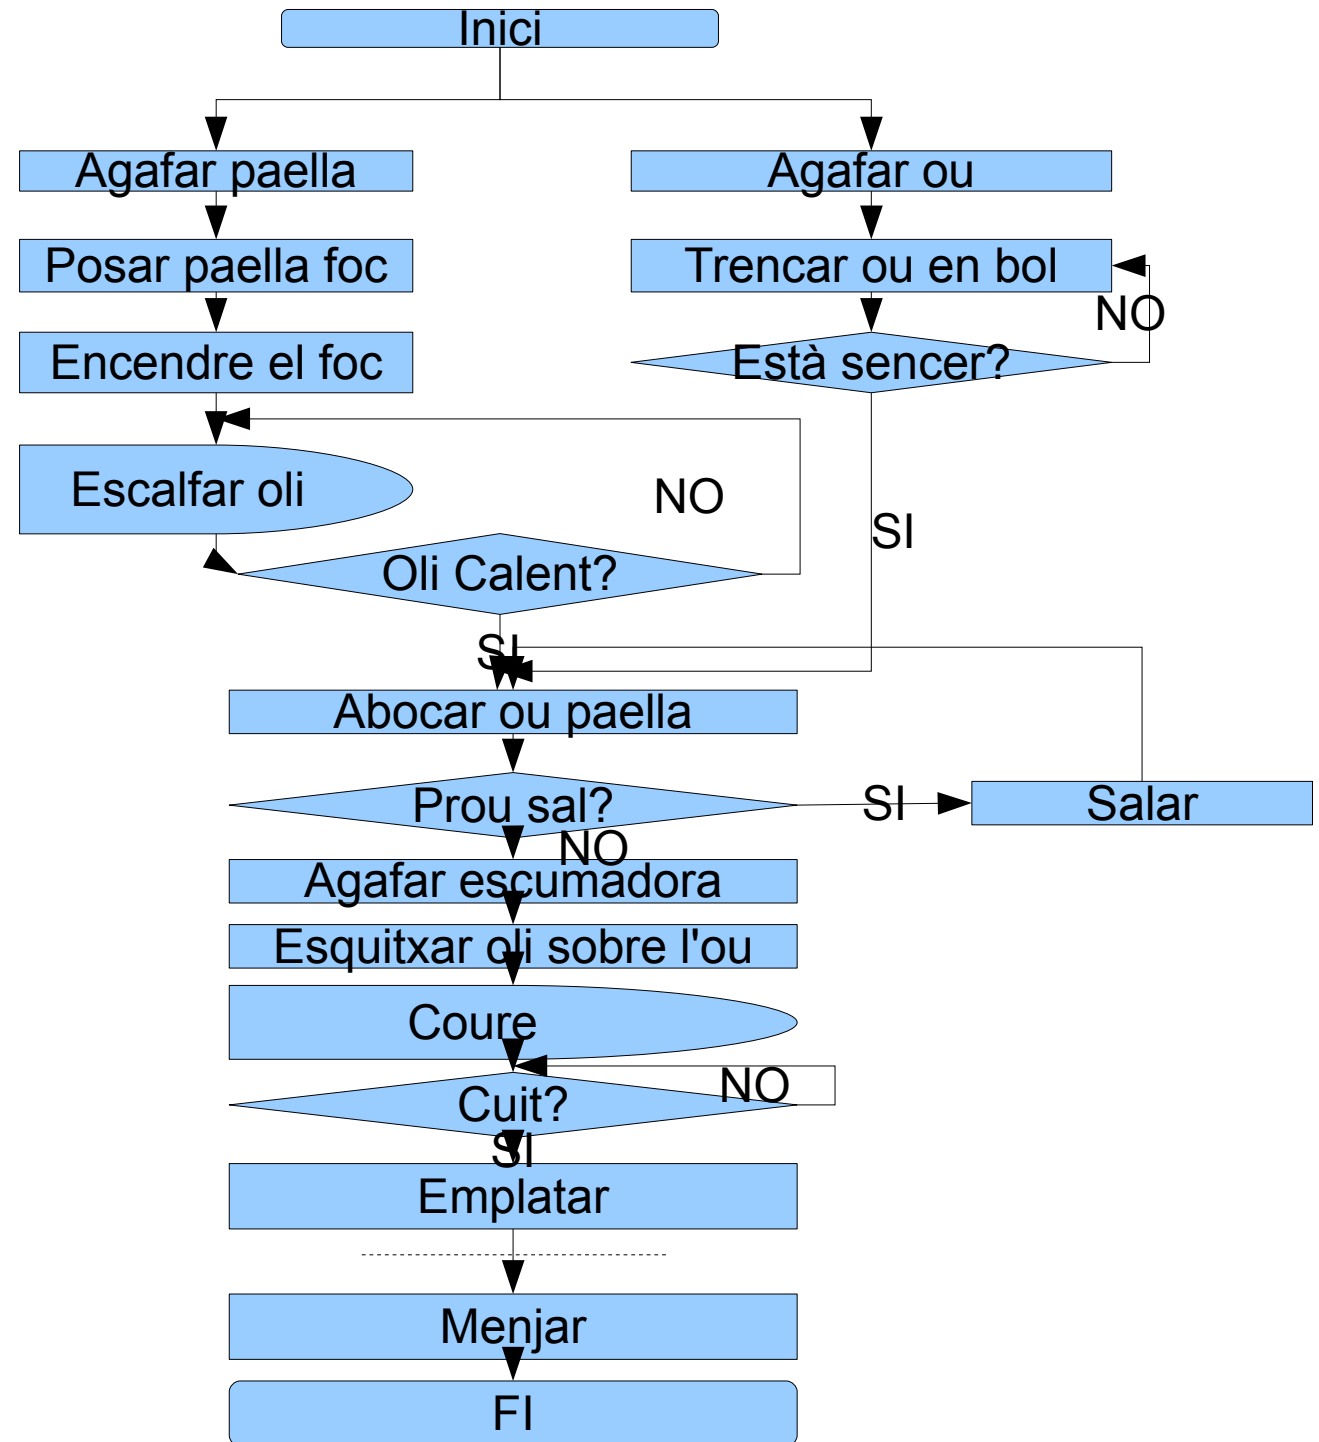 Inici
Agafar paella
Agafar ou
Posar paella foc
Trencar ou en bol
NO
Encendre el foc
Està sencer?
Escalfar oli
NO
SI
Oli Calent?
SI
Abocar ou paella
Prou sal?
SI
Salar
NO
Agafar escumadora
Esquitxar oli sobre l'ou
Coure
NO
Cuit?
SI
Emplatar
Menjar
FI